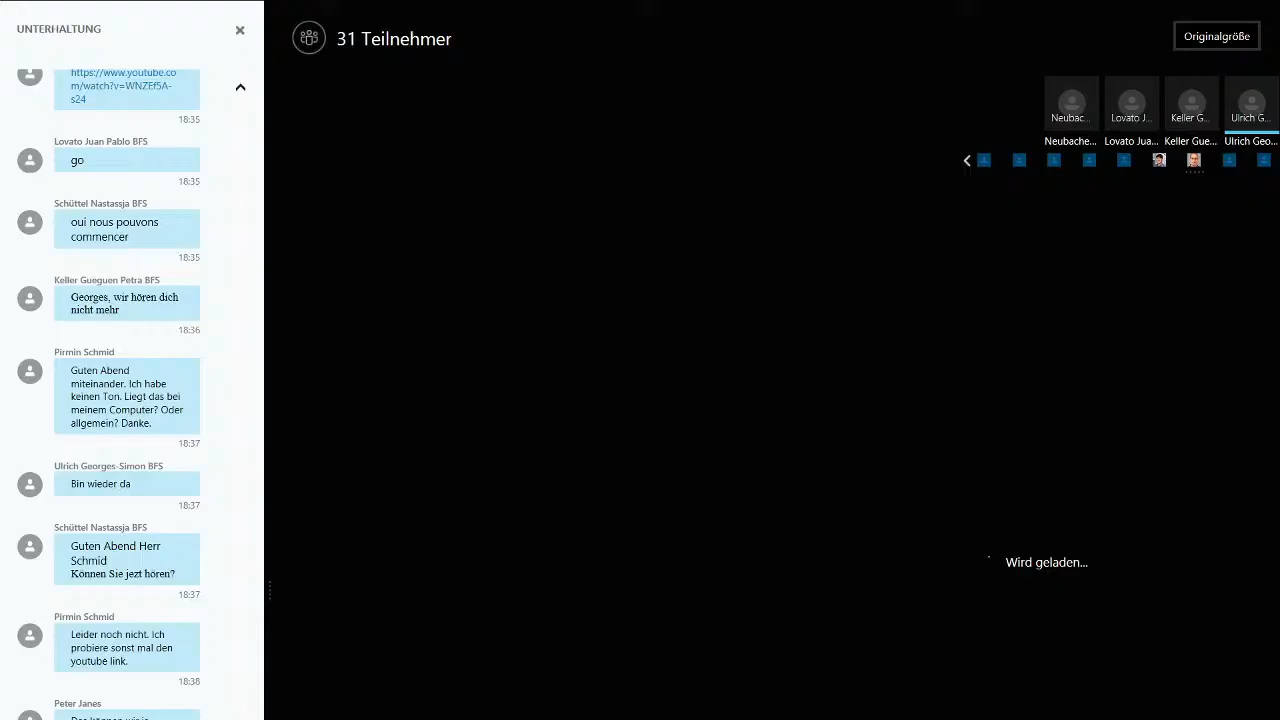 UNTERHALTUNG
https://www.youtube.co
m/watch?v=WNZEf5A-
s24
18:35
Lovato Juan Pablo BFS
go
18:35
Schüttel Nastassja BFS
oui nous pouvons
commencer
18:35
Keller Gueguen Petra BFS
Georges, wir hören dich
nicht mehr
18:36
Pirmin Schmid
Guten Abend
miteinander. Ich habe
keinen Ton. Liegt das bei
meinem Computer? Oder
allgemein? Danke.
18:37
Ulrich Georges-Simon BFS
Bin wieder da
18:37
Schüttel Nastassja BFS
Guten Abend Herr
Schmid
Können Sie jezt hören?
18:37
Pirmin Schmid
Leider noch nicht. Ich
probiere sonst mal den
youtube link.
18:38
Peter Janes
31 Teilnehmer
Originalgröße
Neubac... Lovato J... Keller G... Ulrich G...
Neubache... Lovato Jua... Keller Gue... Ulrich Geo...
Wird geladen...